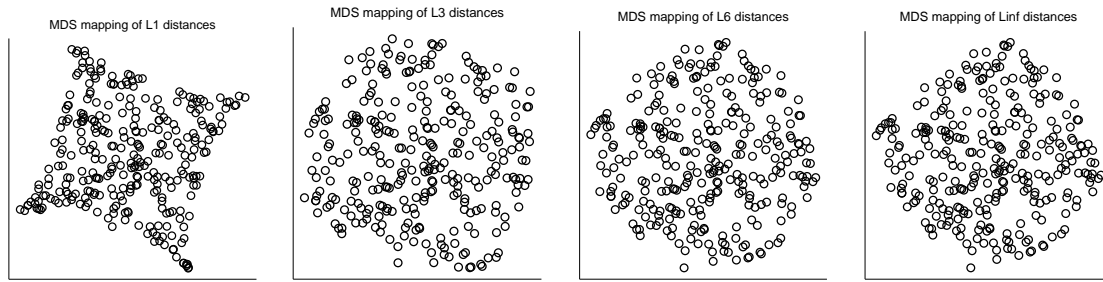 MDS mapping of L1 distances
MDS mapping of L3 distances
MDS mapping of L6 distances
MDS mapping of Linf distances